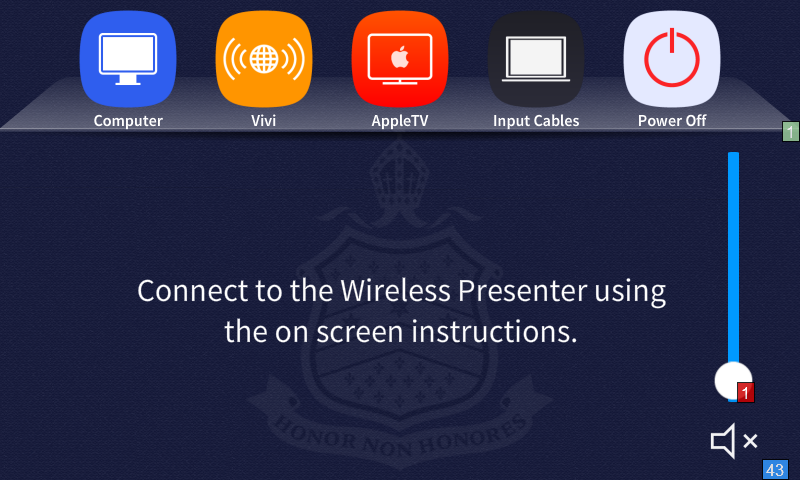 Computer
Vivi
AppleTV
Input Cables
Power Off
1
Connect to the Wireless Presenter using
the on screen instructions.
1
HONOR NON HONORES
43